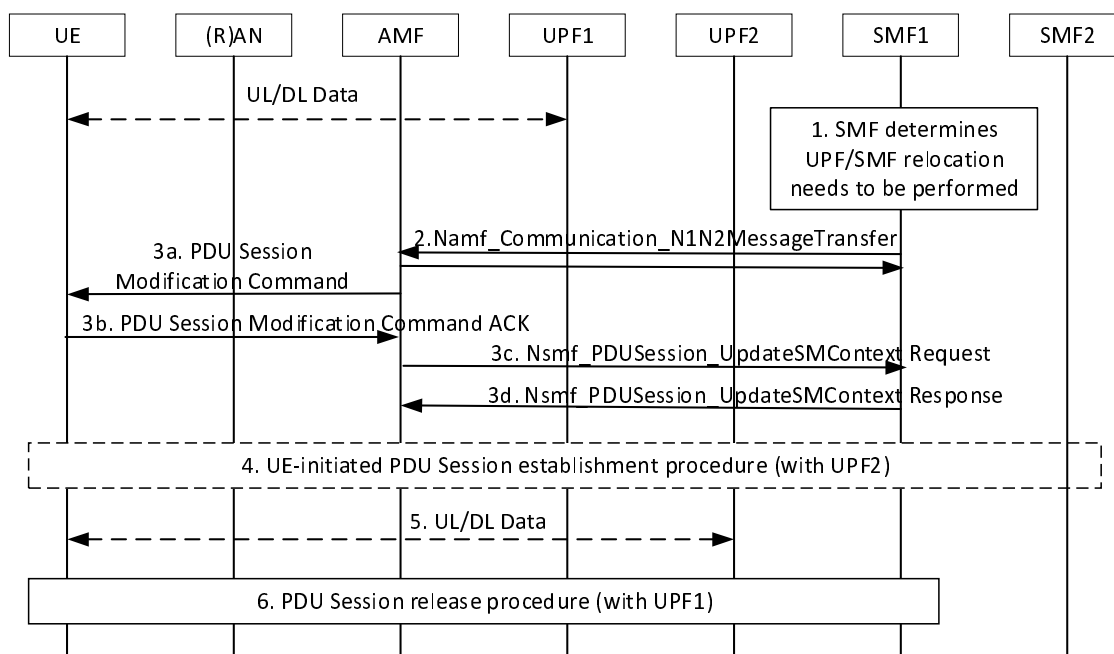 UE
(R)AN
AMF
UPF1
UPF2
SMF1
SMF2
UL/DL Data
1. SMF determines
UPF/SMF relocation
needs to be performed
2.Namf_Communication_N1N2MessageTransfer
3a. PDU Session
Modification Command
3b. PDU Session Modification Command ACK
3c. Nsmf_PDUSession_UpdateSMContext Request
3d. Nsmf_PDUSession_UpdateSMContext Response
4. UE-initiated PDU Session establishment procedure (with UPF2)
5. UL/DL Data
6. PDU Session release procedure (with UPF1)